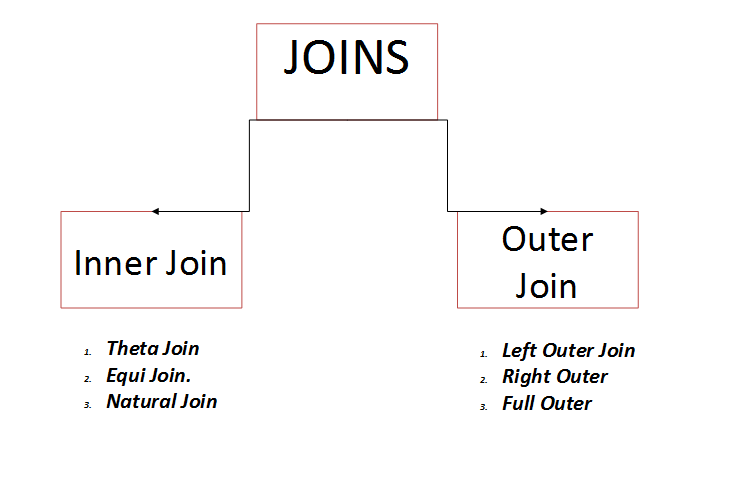 JOINS
Inner Join
Outer
Join
1. Theta Join
2. Equi Join.
3. Natural Join
1. Left Outer Join
2. Right Outer
3. Full Outer